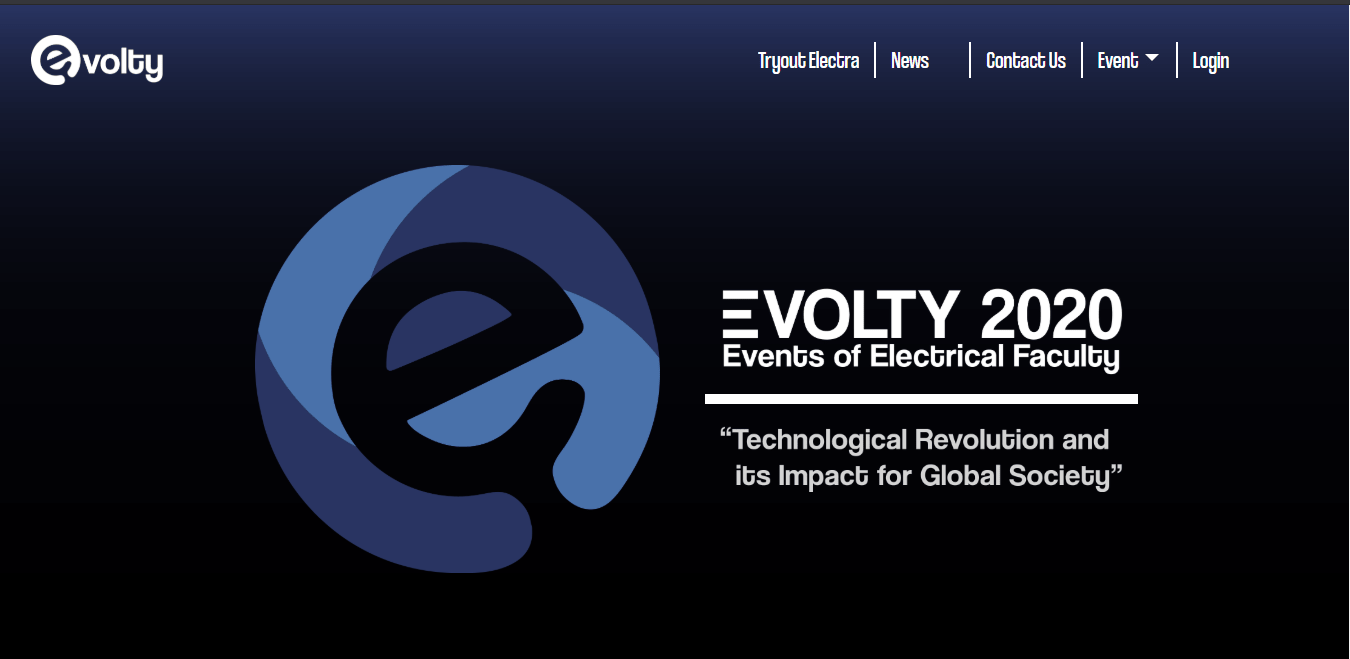 evolty
Tryout Electra News Contact Us Event Login
EVOLTY 2020
Events of Electrical Faculty
“Technological Revolution and
its Impact for Global Society”